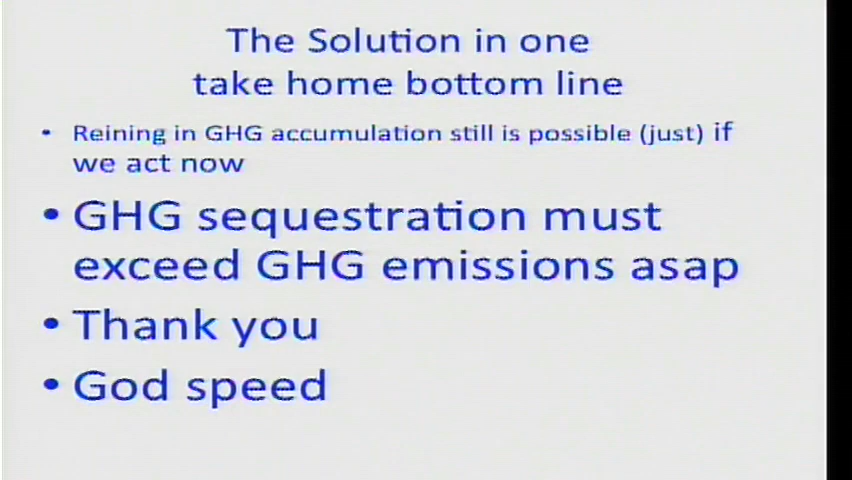 The Solution in one
take home bottom line
• Reining in GHG accumulation still is possible (just) if
we act now
• GHG sequestration must
exceed GHG emissions asap
• Thank you
• God speed